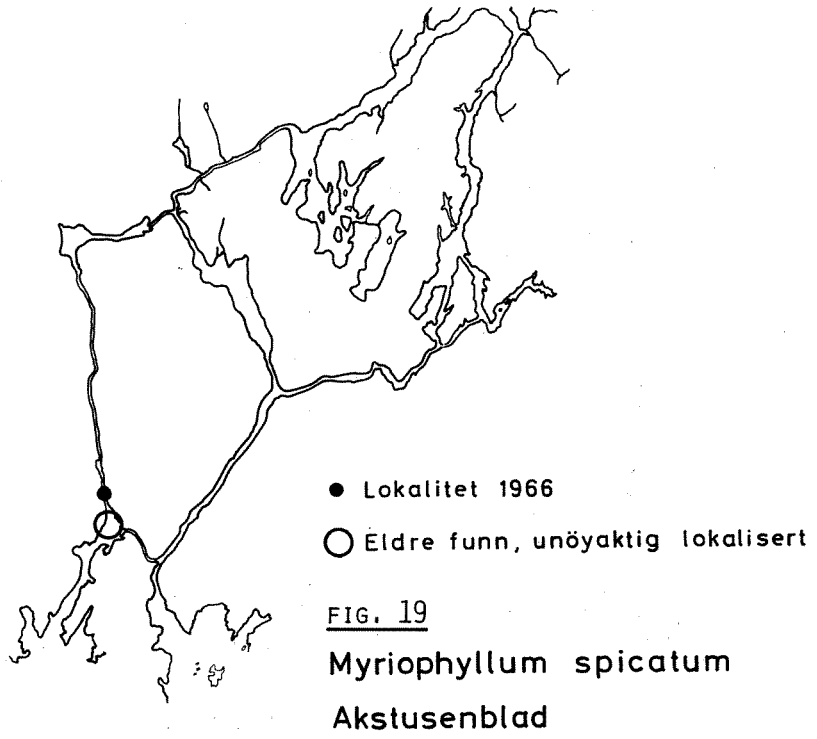 Lokalitet 1966
Eldre funn, unöyaktig lokalisert
FIG. 19
Myriophyllum spicatum
Akstusenblad